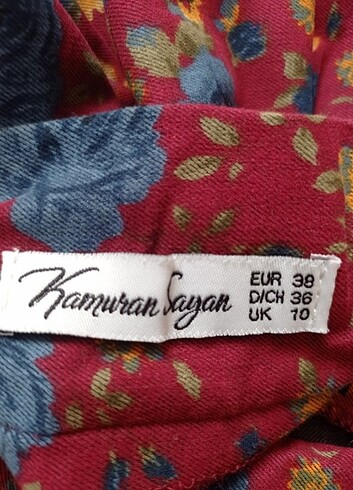 Kamuran Sayan
EUR 38
D/CH 36
UK 10